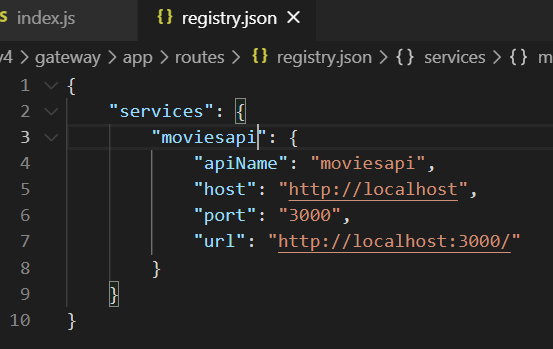 index.js
{} registry.json ×
v4 > gateway > app > routes > {} registry.json > {} services > {} m
1 {
2 "services": {
3 "moviesapi": {
4 "apiName": "moviesapi",
5 "host": "http://localhost",
6 "port": "3000",
7 "url": "http://localhost:3000/"
8 }
9 }
10 }